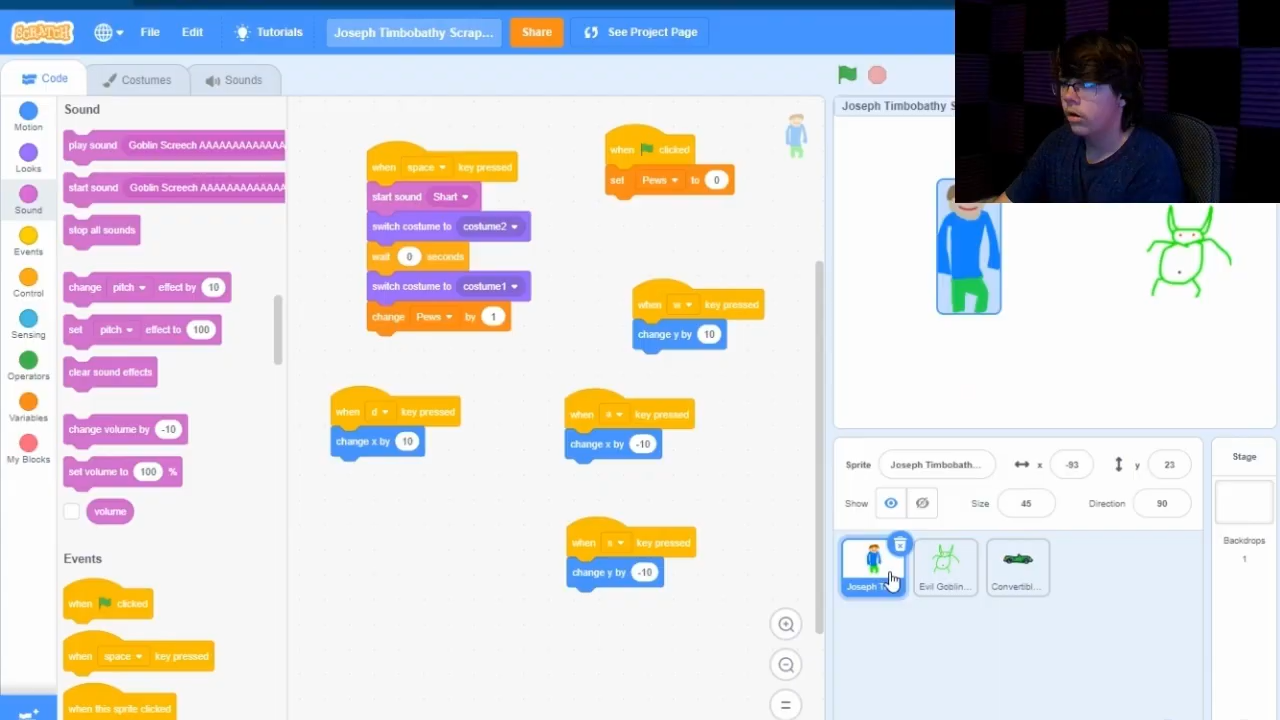 SCRATCH
File
Edit
Tutorials
Joseph Timbobathy Scrap...
Share
See Project Page
Code
Costumes
Sounds
Motion
Looks
Sound
Events
Control
Sensing
Operators
Variables
My Blocks
Sound
play sound Goblin Screech AAAAAAAAAAAAA
start sound Goblin Screech AAAAAAAAAAAAA
stop all sounds
change pitch effect by 10
set pitch effect to 100
clear sound effects
change volume by -10
set volume to 100 %
volume
Events
when clicked
when space key pressed
when this sprite clicked
when space key pressed
start sound Shart
switch costume to costume2
wait 0 seconds
switch costume to costume1
change Pews by 1
when clicked
set Pews to 0
when w key pressed
change y by 10
when d key pressed
change x by 10
when a key pressed
change x by -10
when s key pressed
change y by -10
Joseph Timbobathy S
Sprite Joseph Timbobath... x -93 y 23
Show Size 45 Direction 90
Joseph T
Evil Goblin...
Convertibl...
Stage
Backdrops
1